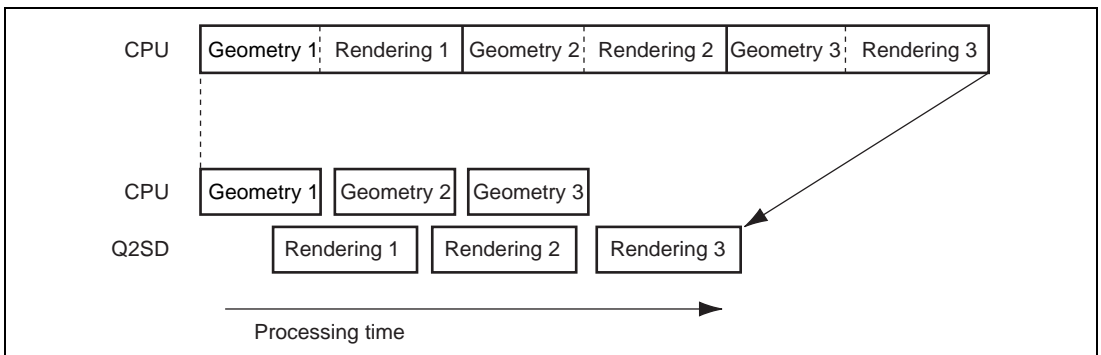 CPU Geometry 1 Rendering 1 Geometry 2 Rendering 2 Geometry 3 Rendering 3
CPU Geometry 1 Geometry 2 Geometry 3
Q2SD Rendering 1 Rendering 2 Rendering 3
Processing time